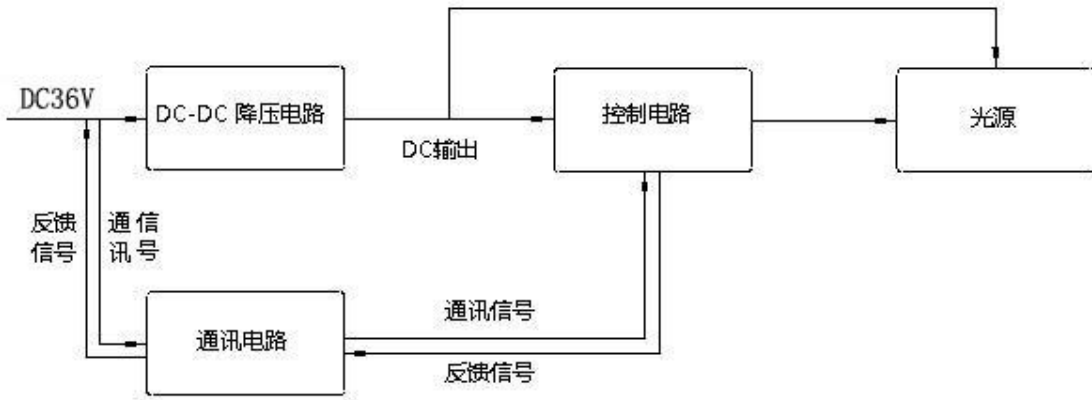 DC36V
DC-DC 降压电路
DC输出
控制电路
光源
反馈
信号
通 信
讯 号
通讯电路
通讯信号
反馈信号